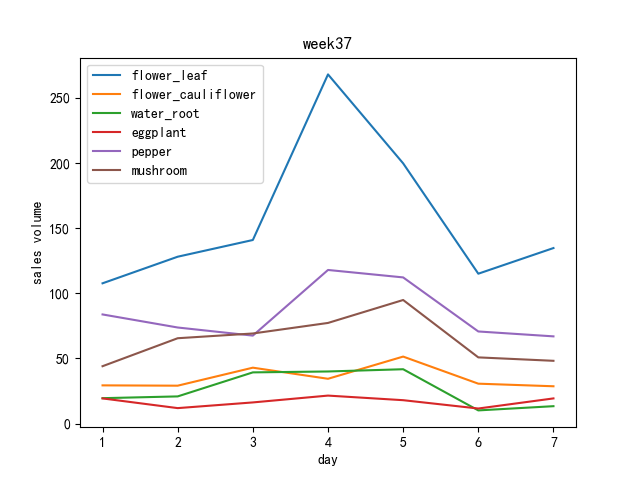 week37
flower_leaf
flower_cauliflower
water_root
eggplant
pepper
mushroom
sales volume
250
200
150
100
50
0
1 2 3 4 5 6 7
day